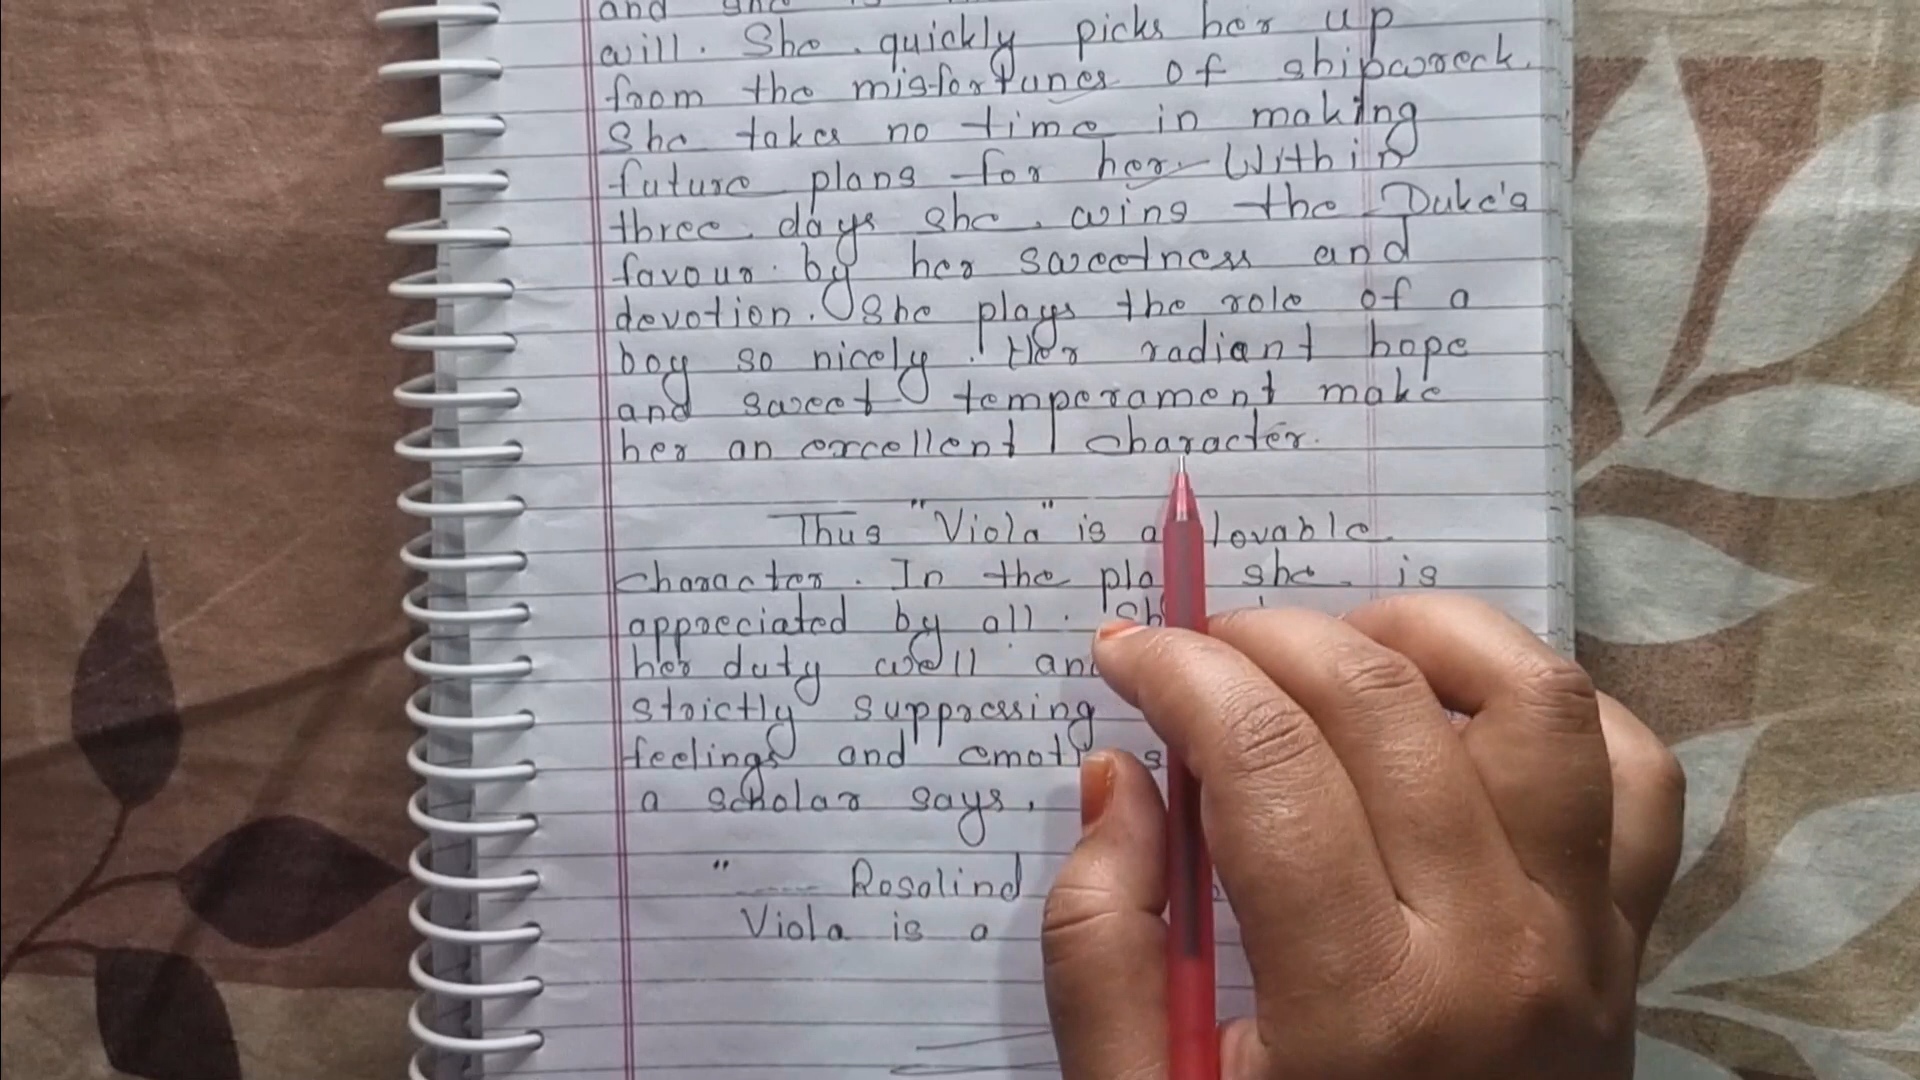 and she is
will. She quickly picks her up
from the misfortunes of shipwreck.
She takes no time in making
future plans for her. Within
three days she wins the Duke's
favour by her sweetness and
devotion. She plays the role of a
boy so nicely. Her radiant hope
and sweet temperament make
her an excellent character.
Thus "Viola" is a lovable
character. In the she is
appreciated by all.
her duty well
strictly suppressing
feelings and
a scholar says,
" Rosalind
Viola is a